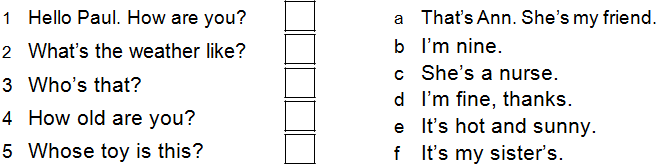 1 Hello Paul. How are you?
2 What's the weather like?
3 Who's that?
4 How old are you?
5 Whose toy is this?
a That's Ann. She's my friend.
b I'm nine.
c She's a nurse.
d I'm fine, thanks.
e It's hot and sunny.
f It's my sister's.